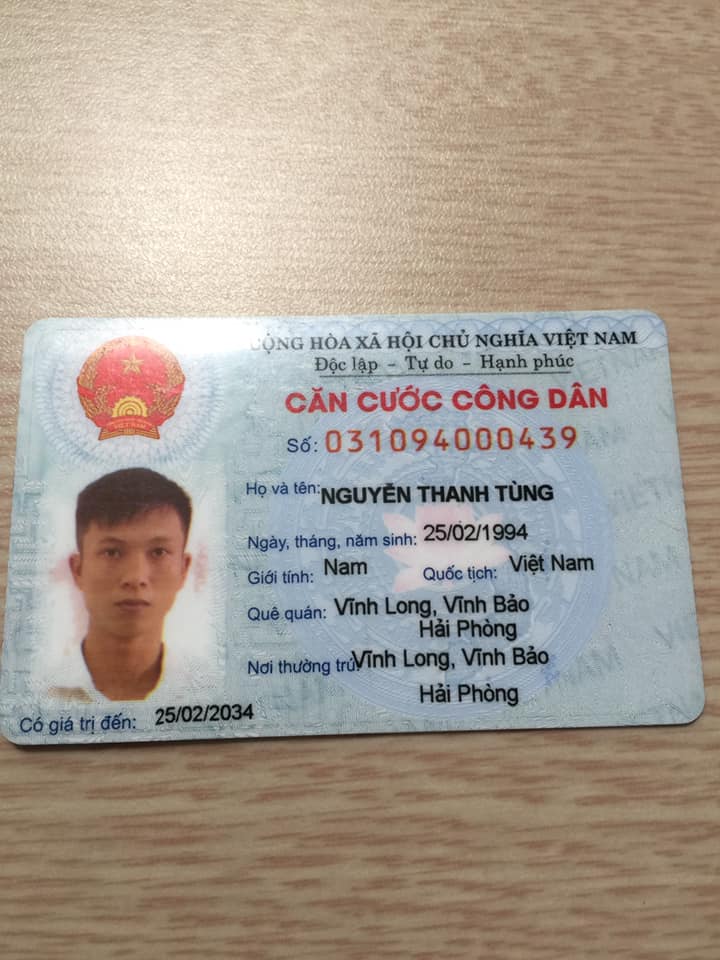 CỘNG HÒA XÃ HỘI CHỦ NGHĨA VIỆT NAM
Độc lập - Tự do - Hạnh phúc
CĂN CƯỚC CÔNG DÂN
Số: 031094000439
Họ và tên: NGUYỄN THANH TÙNG
Ngày, tháng, năm sinh: 25/02/1994
Giới tính: Nam Quốc tịch: Việt Nam
Quê quán: Vĩnh Long, Vĩnh Bảo
Hải Phòng
Nơi thường trú: Vĩnh Long, Vĩnh Bảo
Hải Phòng
Có giá trị đến: 25/02/2034
VIỆT NAM